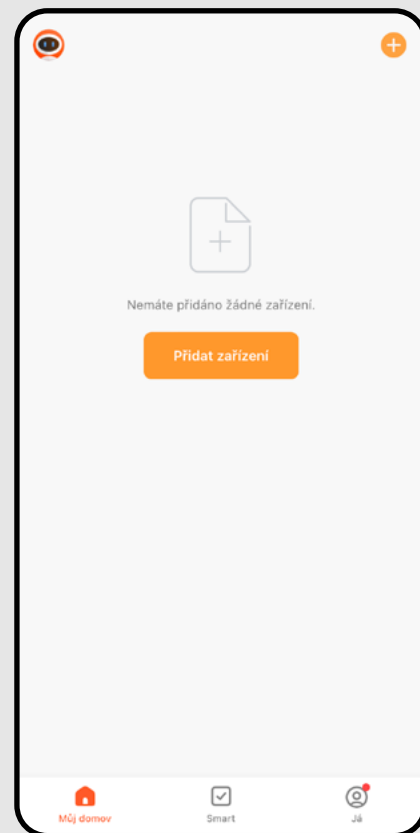 Nemáte přidáno žádné zařízení.
Přidat zařízení
Můj domov
Smart
Já